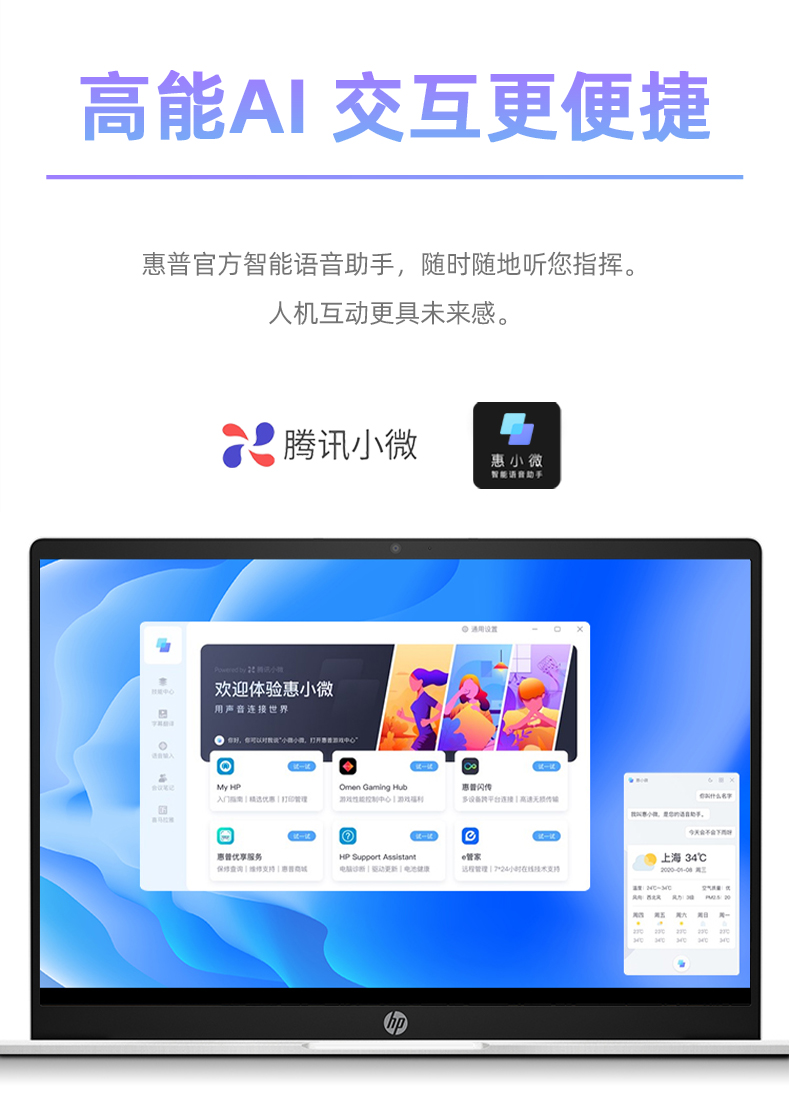 高能AI 交互更便捷
惠普官方智能语音助手，随时随地听您指挥。
人机互动更具未来感。
腾讯小微
惠小微
智能语音助手
通用设置
Powered by 腾讯小微
欢迎体验惠小微
用声音连接世界
你好，你可以对我说“小微小微，打开惠普游戏中心”
技能中心
字幕翻译
语音输入
会议笔记
喜马拉雅
试一试
My HP
入门指南 | 精选优惠 | 打印管理
试一试
Omen Gaming Hub
游戏性能控制中心 | 游戏福利
试一试
惠普闪传
多设备跨平台连接 | 高速无损传输
试一试
惠普优享服务
保修查询 | 维修支持 | 惠普商城
试一试
HP Support Assistant
电脑诊断 | 驱动更新 | 电池健康
试一试
e管家
远程管理 | 7*24小时在线技术支持
惠小微
你叫什么名字
我叫惠小微，是您的语音助手。
今天会不会下雨呀
上海 34℃
2020-01-08 周三
温度：24℃~34℃ 空气质量：优
风向：西北风 风力：3级 PM2.5：20
周四 周五 周六 周日 周一
23℃ 23℃ 23℃ 23℃ 23℃
34℃ 34℃ 34℃ 34℃ 34℃
hp